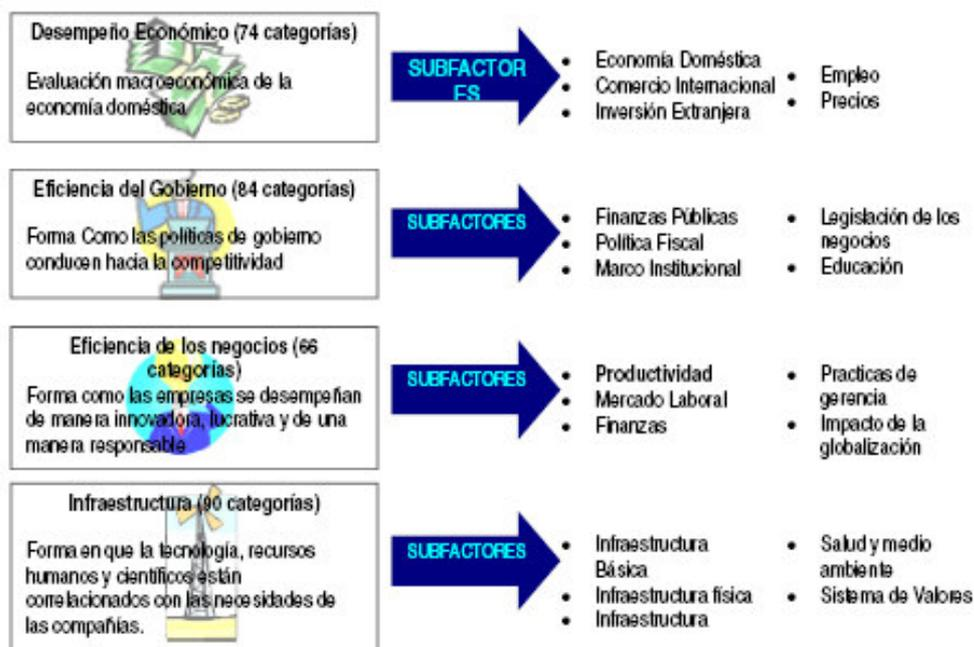 Desempeño Económico (74 categorías)
Evaluación macroeconómica de la
economía doméstica
SUBFACTOR
ES
• Economía Doméstica
• Comercio Internacional
• Inversión Extranjera
• Empleo
• Precios
Eficiencia del Gobierno (84 categorías)
Forma Como las políticas de gobierno
conducen hacia la competitividad
SUBFACTORES
• Finanzas Públicas
• Política Fiscal
• Marco Institucional
• Legislación de los
negocios
• Educación
Eficiencia de los negocios (66
categorías)
Forma como las empresas se desempeñan
de manera innovadora, lucrativa y de una
manera responsable
SUBFACTORES
• Productividad
• Mercado Laboral
• Finanzas
• Practicas de
gerencia
• Impacto de la
globalización
Infraestructura (90 categorías)
Forma en que la tecnología, recursos
humanos y científicos están
correlacionados con las necesidades de
las compañías.
SUBFACTORES
• Infraestructura
Básica
• Infraestructura física
• Infraestructura
• Salud y medio
ambiente
• Sistema de Valores